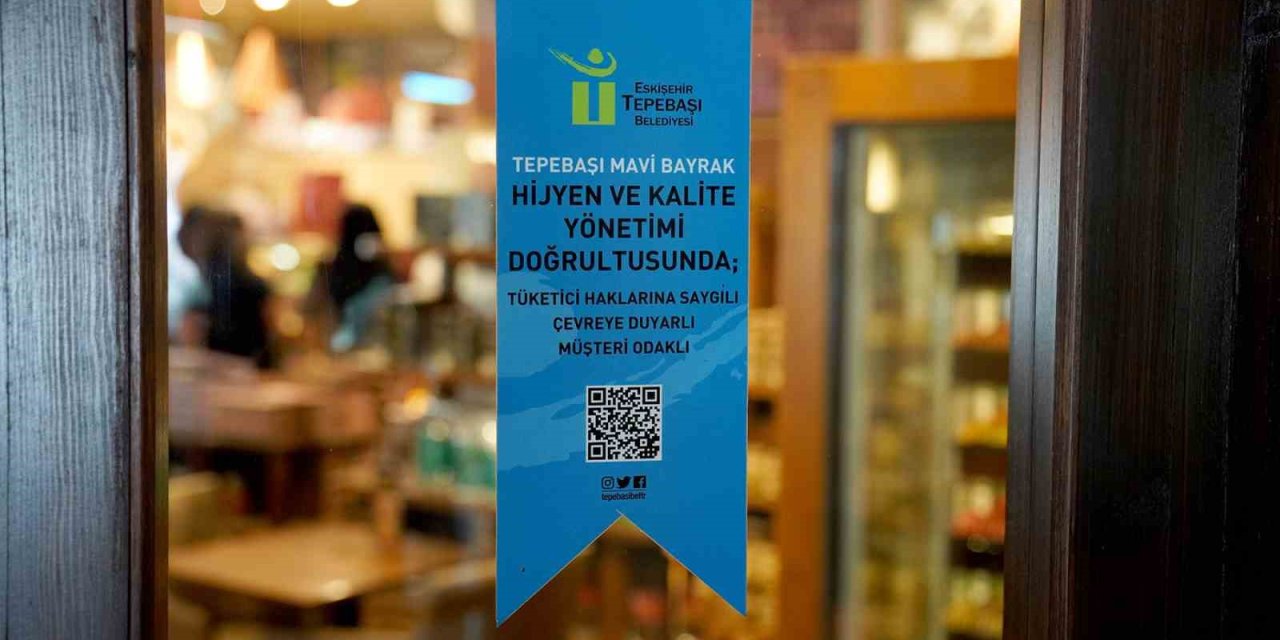 ESKİŞEHİR
TEPEBAŞI
BELEDİYESİ
TEPEBAŞI MAVİ BAYRAK
HİJYEN VE KALİTE
YÖNETİMİ
DOĞRULTUSUNDA;
TÜKETİCİ HAKLARINA SAYGILI
ÇEVREYE DUYARLI
MÜŞTERİ ODAKLI
tepebasibeltr